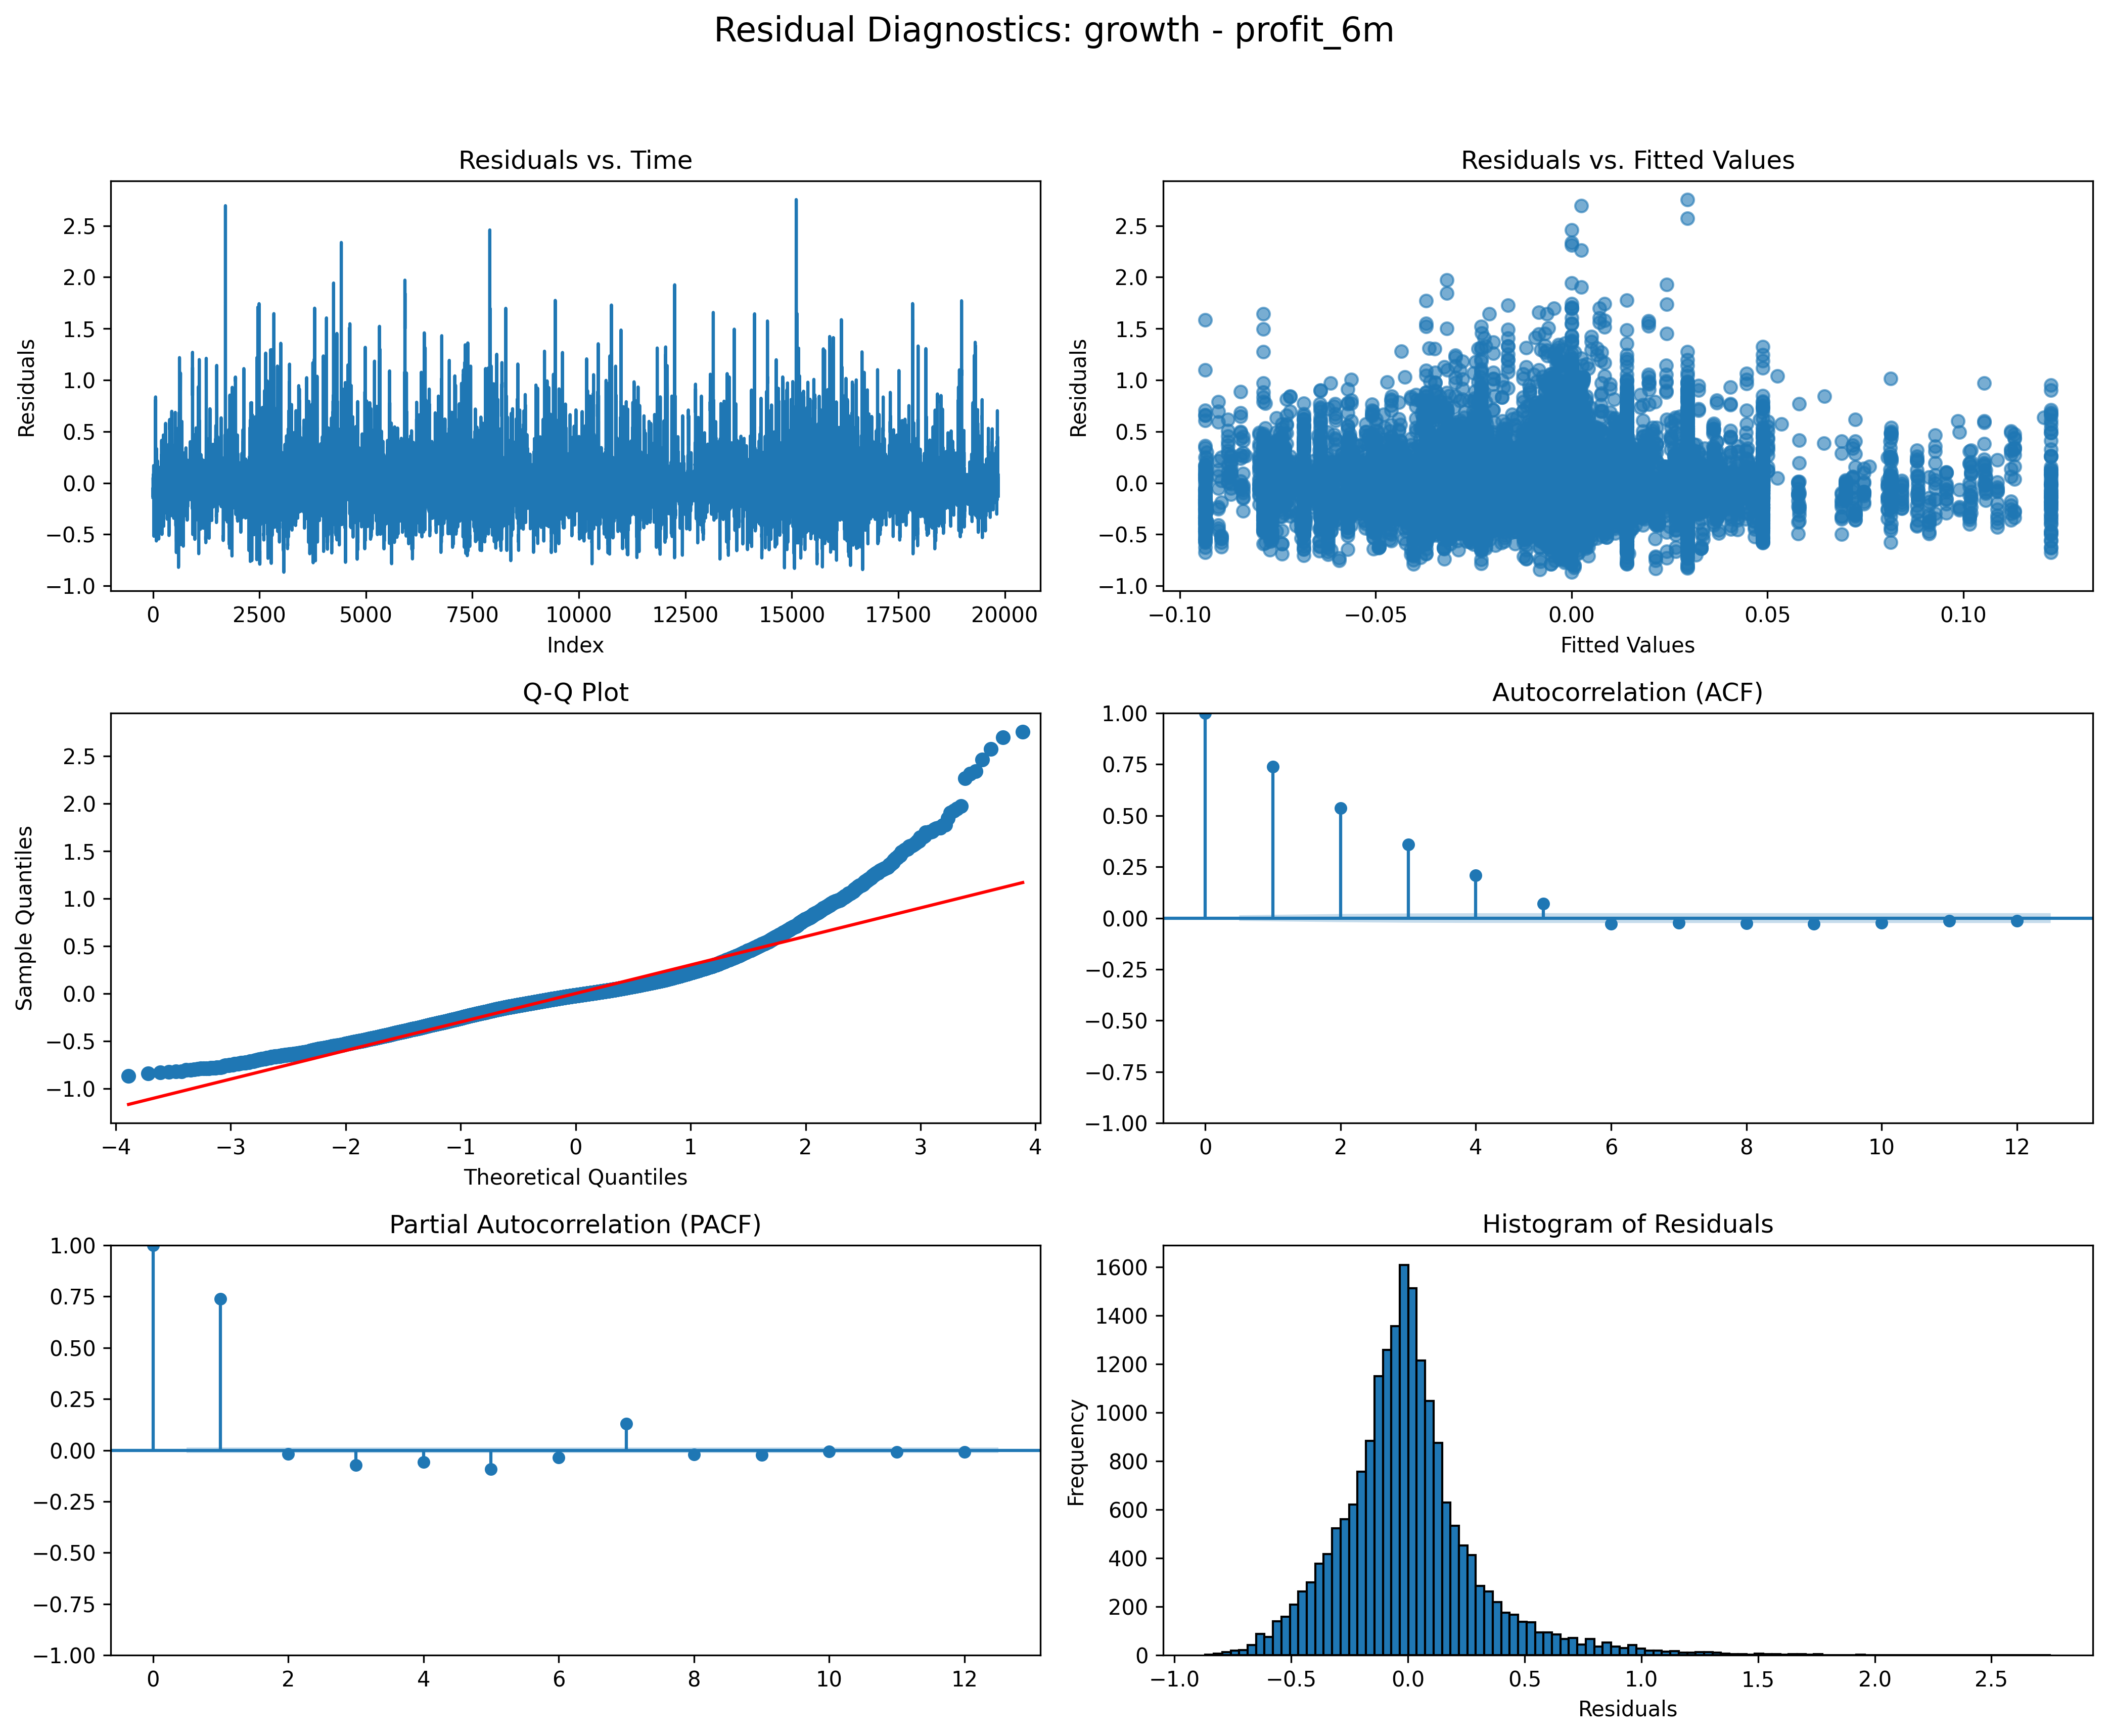 Residual Diagnostics: growth - profit_6m
Residuals vs. Time
Residuals
2.5
2.0
1.5
1.0
0.5
0.0
−0.5
−1.0
0 2500 5000 7500 10000 12500 15000 17500 20000
Index
Residuals vs. Fitted Values
Residuals
2.5
2.0
1.5
1.0
0.5
0.0
−0.5
−1.0
−0.10 −0.05 0.00 0.05 0.10
Fitted Values
Q-Q Plot
Sample Quantiles
2.5
2.0
1.5
1.0
0.5
0.0
−0.5
−1.0
−4 −3 −2 −1 0 1 2 3 4
Theoretical Quantiles
Autocorrelation (ACF)
1.00
0.75
0.50
0.25
0.00
−0.25
−0.50
−0.75
−1.00
0 2 4 6 8 10 12
Partial Autocorrelation (PACF)
1.00
0.75
0.50
0.25
0.00
−0.25
−0.50
−0.75
−1.00
0 2 4 6 8 10 12
Histogram of Residuals
Frequency
1600
1400
1200
1000
800
600
400
200
0
−1.0 −0.5 0.0 0.5 1.0 1.5 2.0 2.5
Residuals